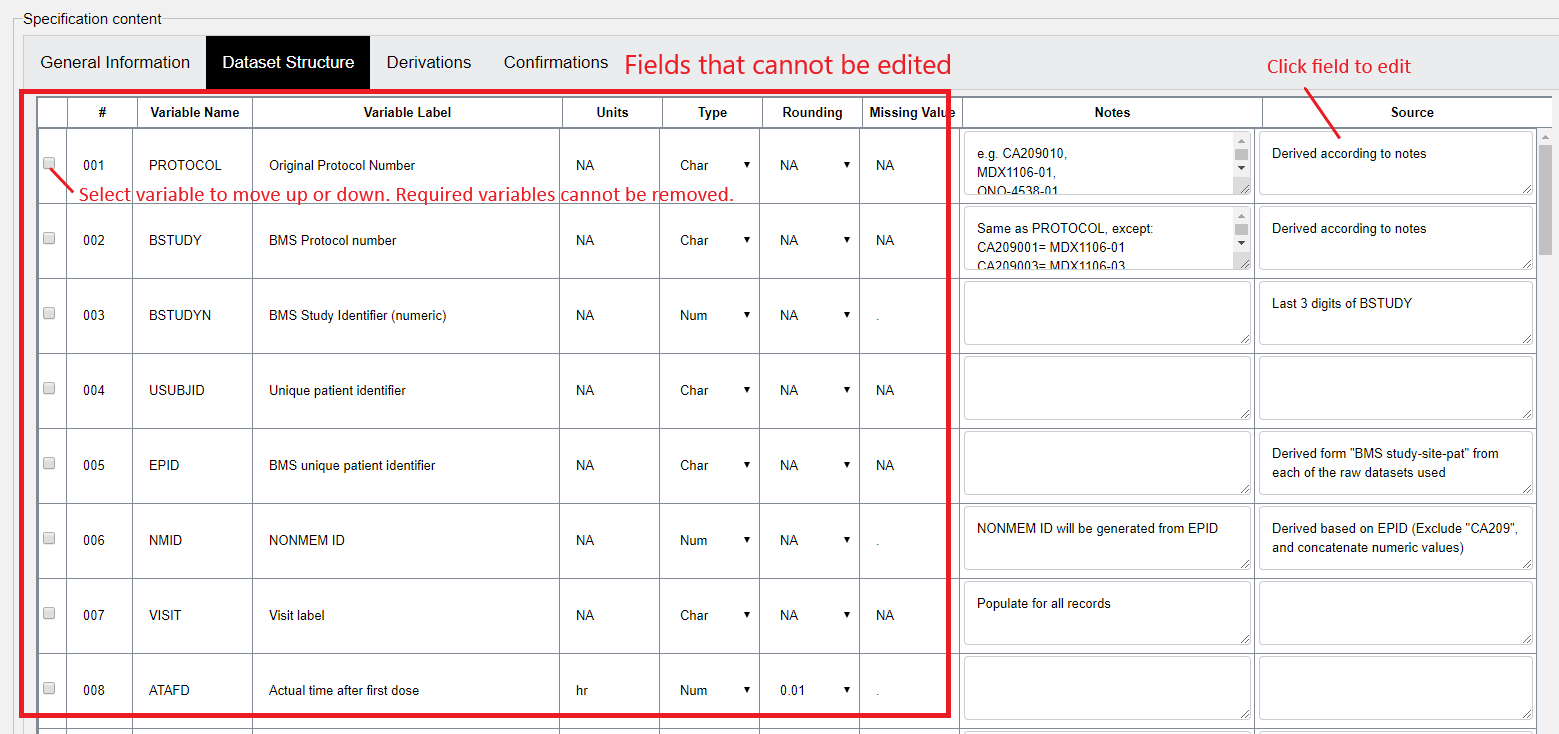 Specification content
General Information Dataset Structure Derivations Confirmations Fields that cannot be edited
Click field to edit
# Variable Name Variable Label Units Type Rounding Missing Value Notes Source
001 PROTOCOL Original Protocol Number NA Char NA NA
e.g. CA209010,
MDX1106-01,
ONO-4538-01
Derived according to notes
Select variable to move up or down. Required variables cannot be removed.
002 BSTUDY BMS Protocol number NA Char NA NA
Same as PROTOCOL, except:
CA209001= MDX1106-01
CA209003= MDX1106-03
Derived according to notes
003 BSTUDYN BMS Study Identifier (numeric) NA Num NA .
Last 3 digits of BSTUDY
004 USUBJID Unique patient identifier NA Char NA NA
005 EPID BMS unique patient identifier NA Char NA NA
Derived form "BMS study-site-pat" from
each of the raw datasets used
006 NMID NONMEM ID NA Num NA .
NONMEM ID will be generated from EPID
Derived based on EPID (Exclude "CA209",
and concatenate numeric values)
007 VISIT Visit label NA Char NA NA
Populate for all records
008 ATAFD Actual time after first dose hr Num 0.01 .